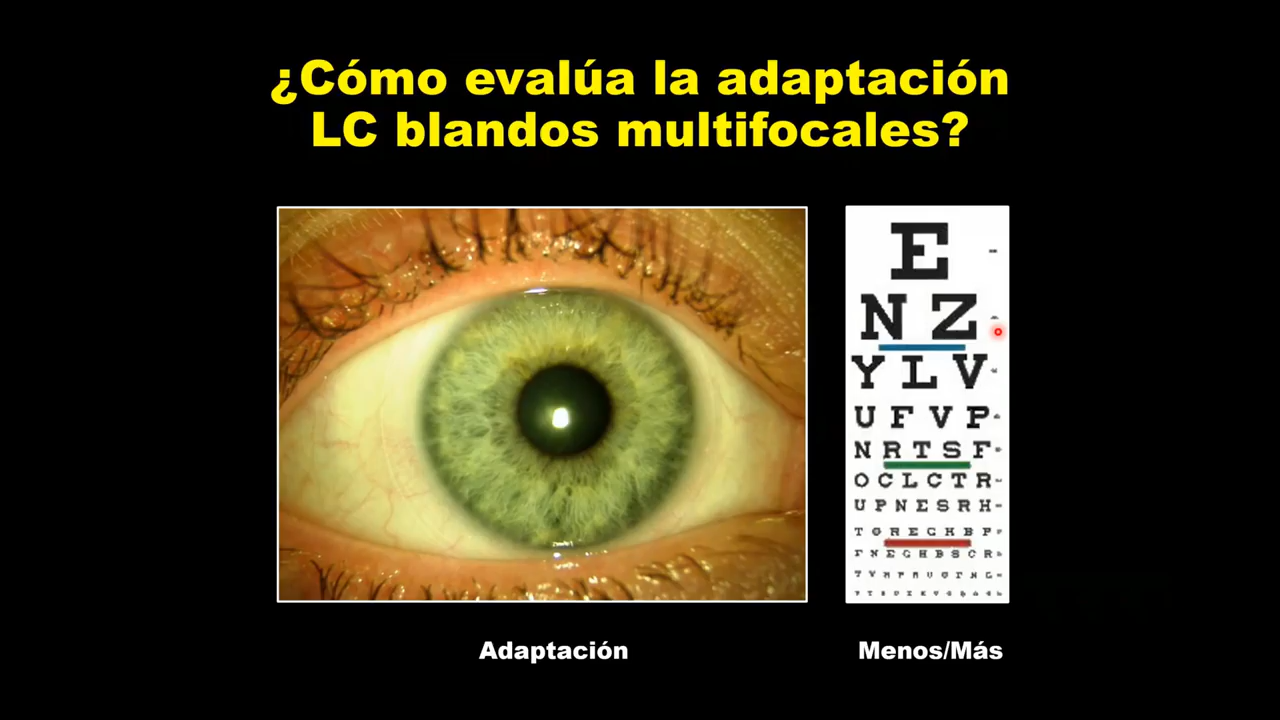 ¿Cómo evalúa la adaptación
LC blandos multifocales?
E
N Z
Y L V
U F V P
N R T S F
O C L C T R
U P N E S R H
T O R E C H B P
F N E C H B S C R
Adaptación
Menos/Más